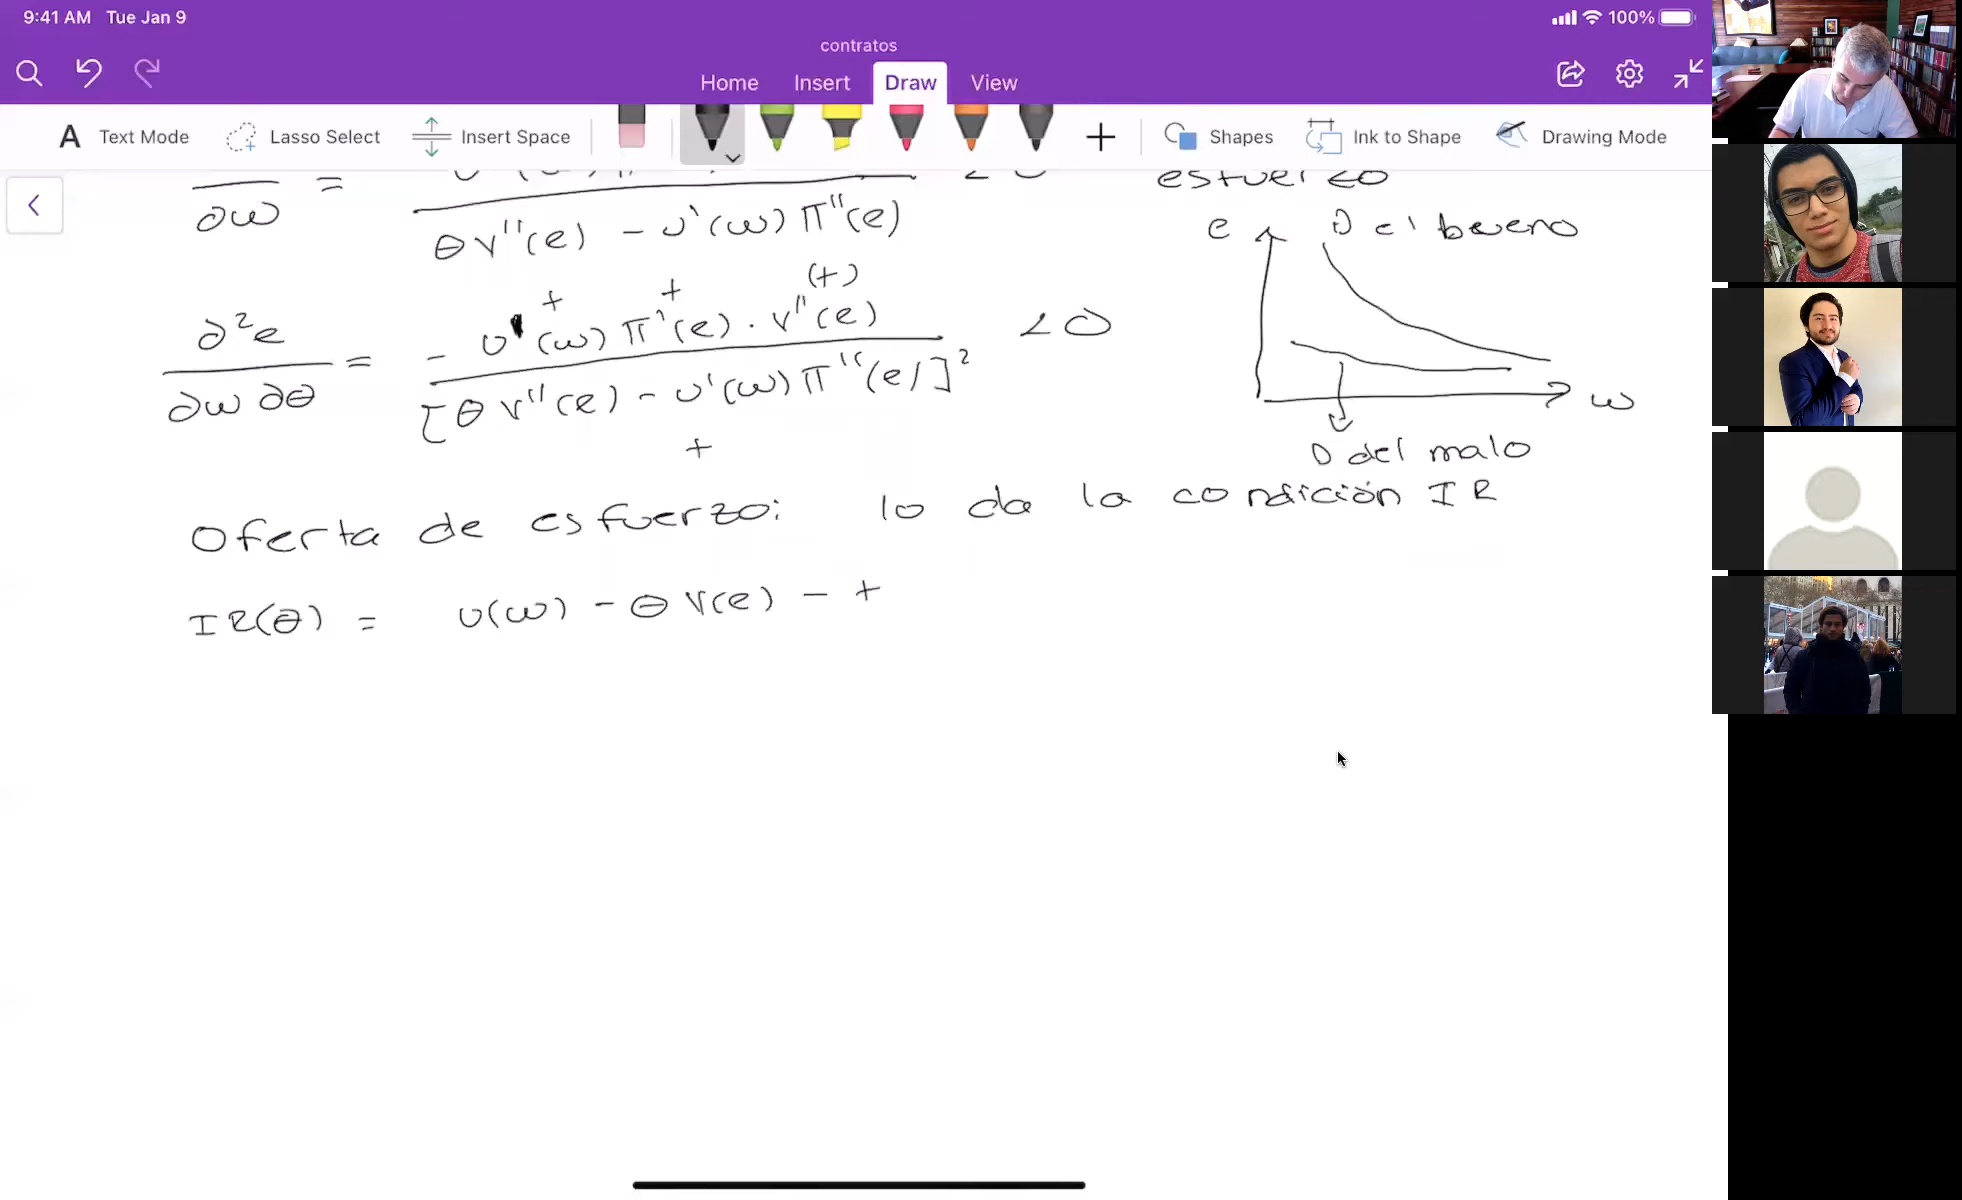 9:41 AM Tue Jan 9
100%
contratos
Home Insert Draw View
A Text Mode Lasso Select Insert Space Shapes Ink to Shape Drawing Mode
esfuerzo
∂w = θ v''(e) - u'(w) π''(e)
e D el bueno
+ + (+)
∂²e / ∂w ∂θ = - u'(w) π'(e) · v''(e) / [θ v''(e) - u'(w) π''(e)]² < 0
w
+
D del malo
Oferta de esfuerzo: lo da la condición IR
IR(θ) = u(w) - θ v(e) - +